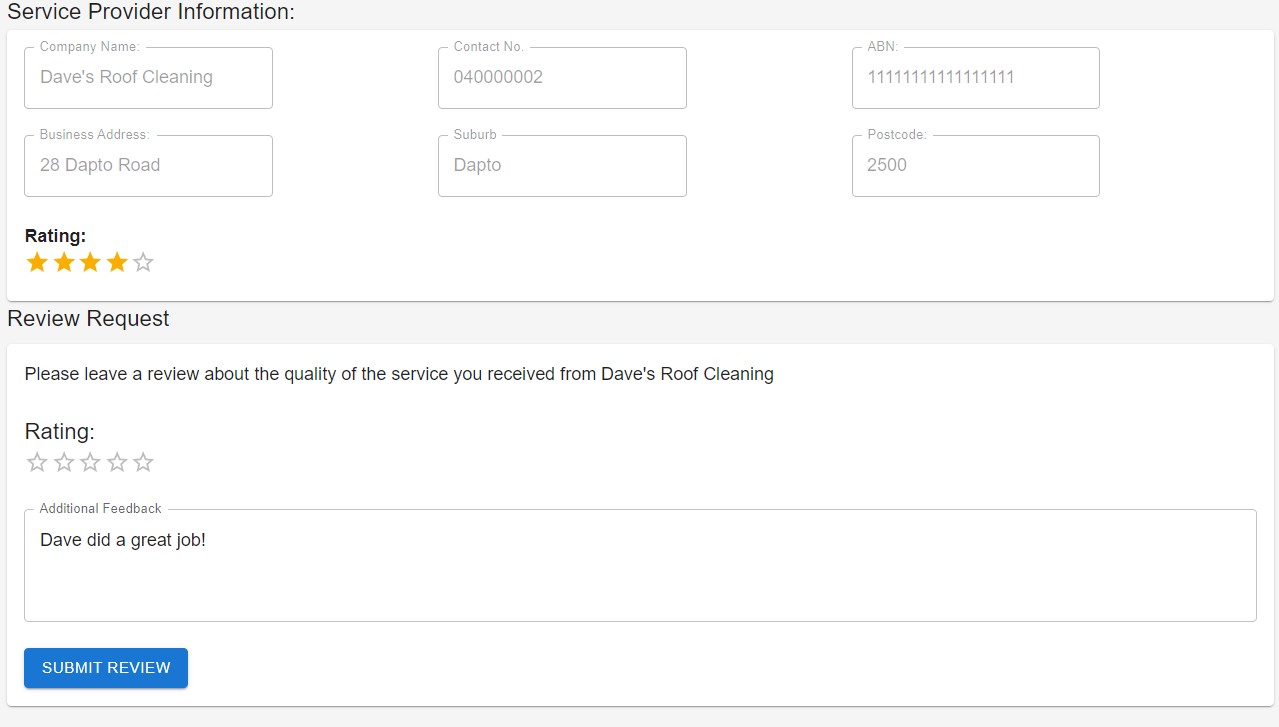 Service Provider Information:
Company Name: Contact No. ABN:
Dave's Roof Cleaning 040000002 11111111111111111
Business Address: Suburb Postcode:
28 Dapto Road Dapto 2500
Rating:
Review Request
Please leave a review about the quality of the service you received from Dave's Roof Cleaning
Rating:
Additional Feedback
Dave did a great job!
SUBMIT REVIEW